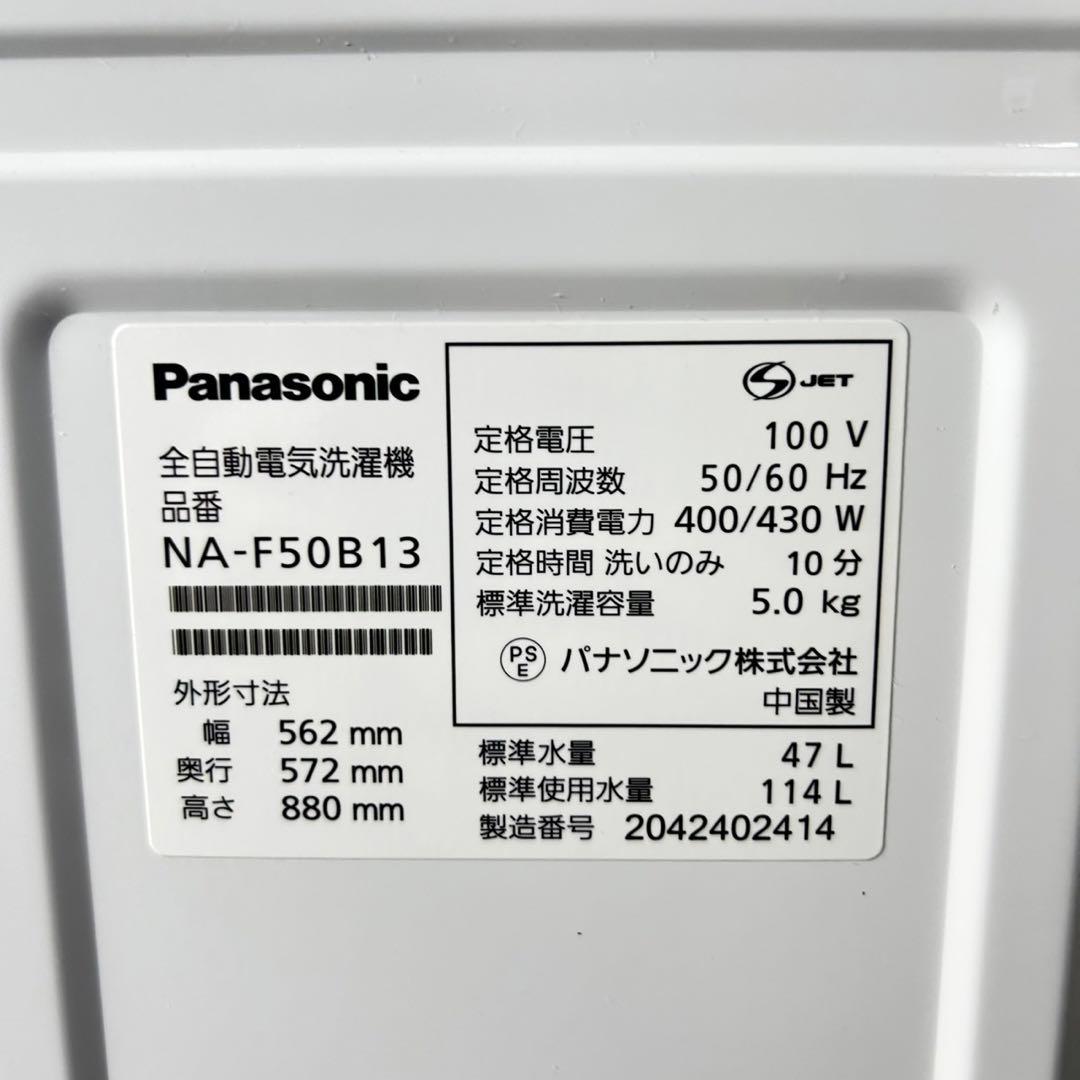 Panasonic
全自動電気洗濯機
品番
NA-F50B13
外形寸法
幅 562 mm
奥行 572 mm
高さ 880 mm
S JET
定格電圧 100 V
定格周波数 50/60 Hz
定格消費電力 400/430 W
定格時間 洗いのみ 10 分
標準洗濯容量 5.0 kg
PSE パナソニック株式会社
中国製
標準水量 47 L
標準使用水量 114 L
製造番号 2042402414